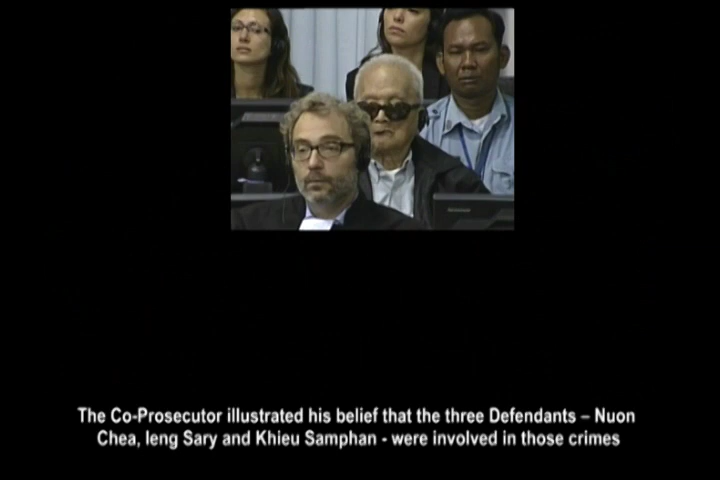 The Co-Prosecutor illustrated his belief that the three Defendants – Nuon
Chea, Ieng Sary and Khieu Samphan - were involved in those crimes